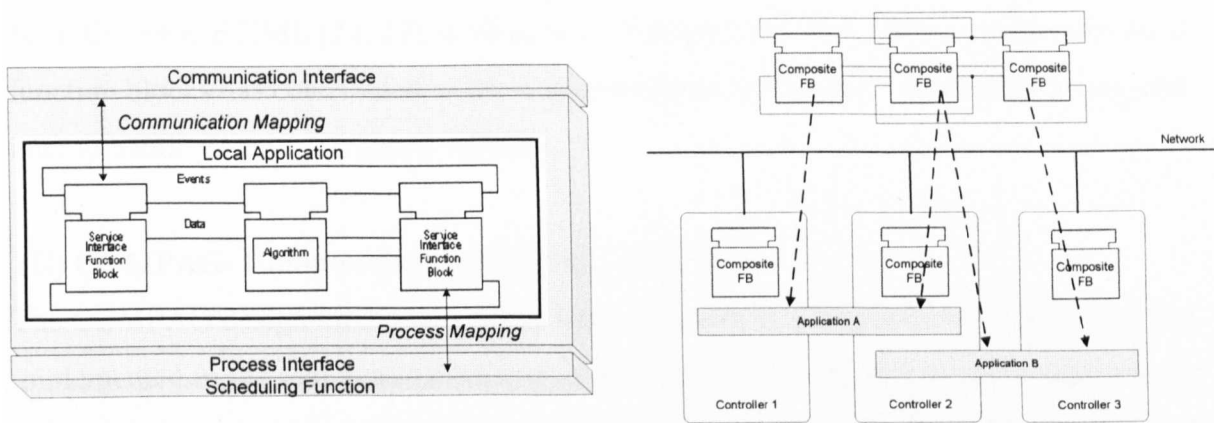 Communication Interface
Communication Mapping
Local Application
Events
Data
Service
Interface
Function
Block
Algorithm
Service
Interface
Function
Block
Process Mapping
Process Interface
Scheduling Function
Composite
FB
Composite
FB
Composite
FB
Network
Composite
FB
Composite
FB
Composite
FB
Application A
Application B
Controller 1
Controller 2
Controller 3